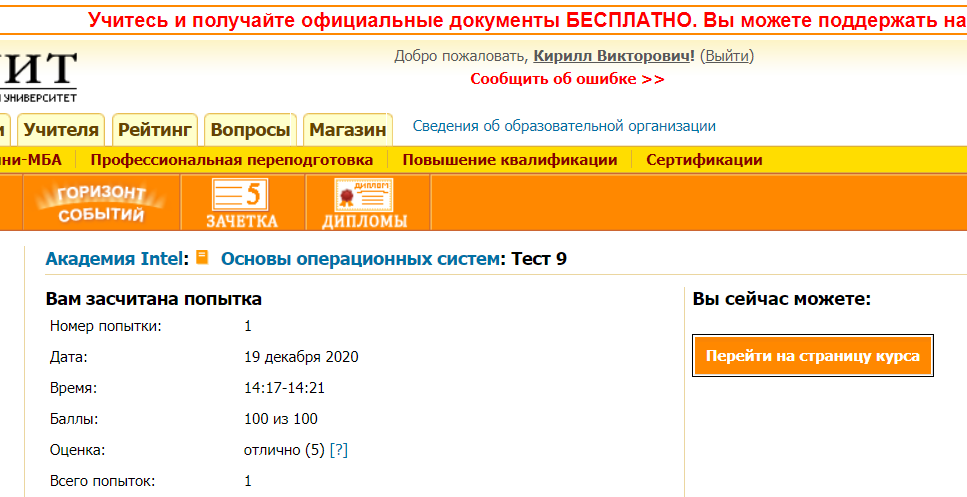 Учитесь и получайте официальные документы БЕСПЛАТНО. Вы можете поддержать на
Добро пожаловать, Кирилл Викторович! (Выйти)
ИТ
УНИВЕРСИТЕТ
Сообщить об ошибке >>
и Учителя Рейтинг Вопросы Магазин Сведения об образовательной организации
ни-МБА Профессиональная переподготовка Повышение квалификации Сертификации
ГОРИЗОНТ
СОБЫТИЙ
5
ЗАЧЕТКА
ДИПЛОМ
ДИПЛОМЫ
Академия Intel: Основы операционных систем: Тест 9
Вам засчитана попытка
Номер попытки: 1
Дата: 19 декабря 2020
Время: 14:17-14:21
Баллы: 100 из 100
Оценка: отлично (5) [?]
Всего попыток: 1
Вы сейчас можете:
Перейти на страницу курса